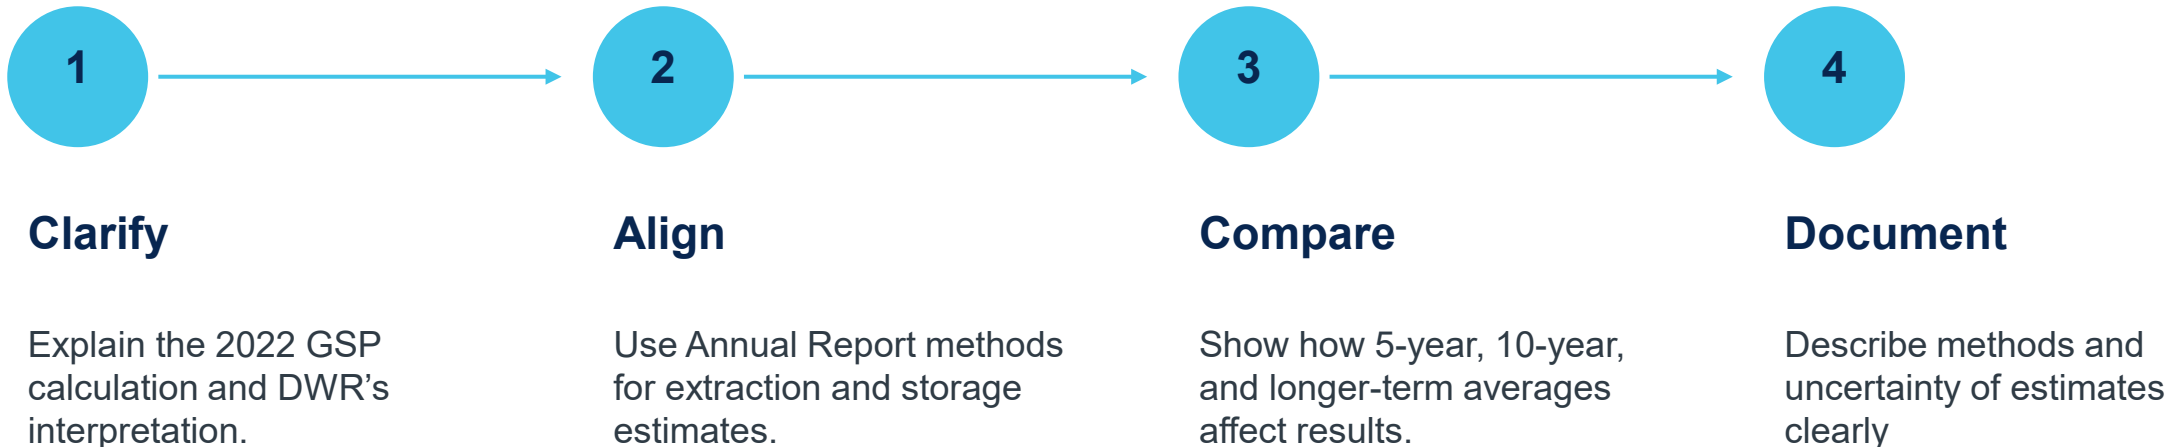 1
2
3
4
Clarify
Explain the 2022 GSP
calculation and DWR’s
interpretation.
Align
Use Annual Report methods
for extraction and storage
estimates.
Compare
Show how 5-year, 10-year,
and longer-term averages
affect results.
Document
Describe methods and
uncertainty of estimates
clearly